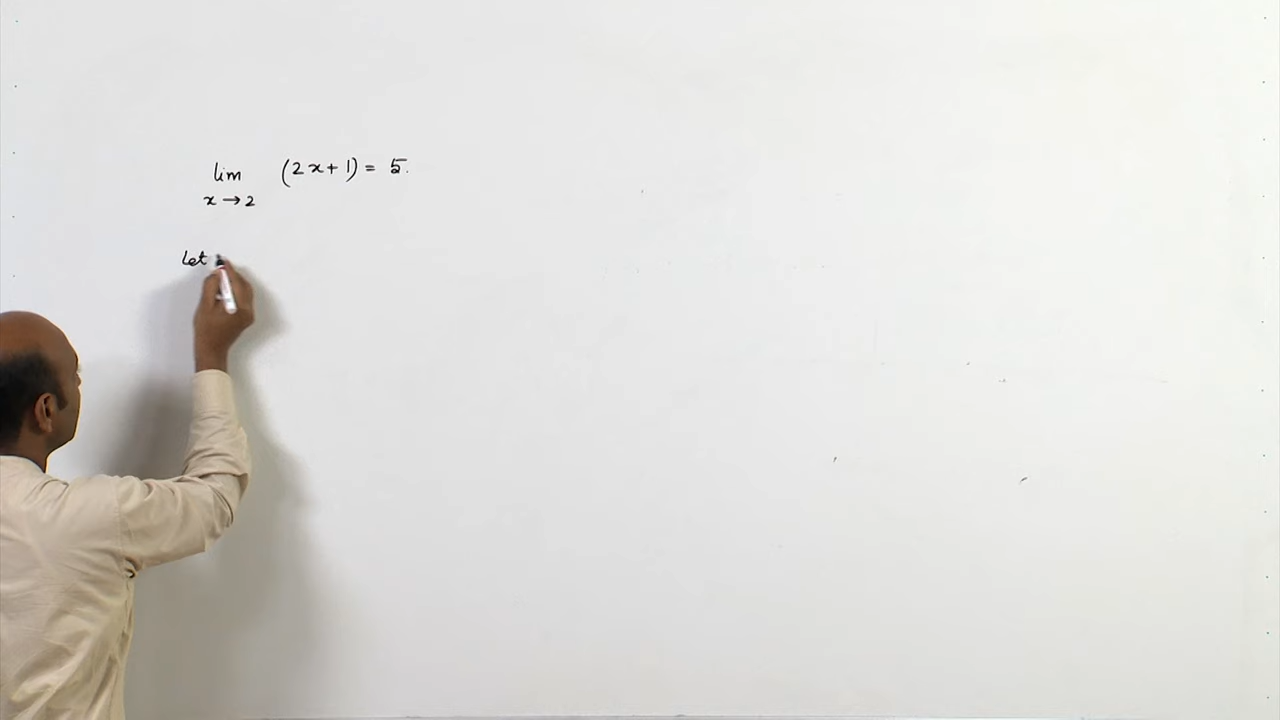 lim (2x+1) = 5.
x→2
Let